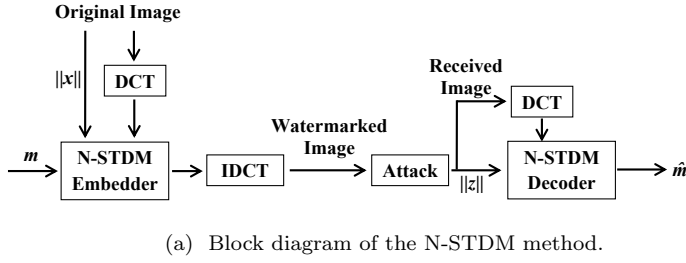 Original Image
||x||
DCT
m
N-STDM
Embedder
IDCT
Watermarked
Image
Attack
Received
Image
||z||
DCT
N-STDM
Decoder
m̂
(a) Block diagram of the N-STDM method.